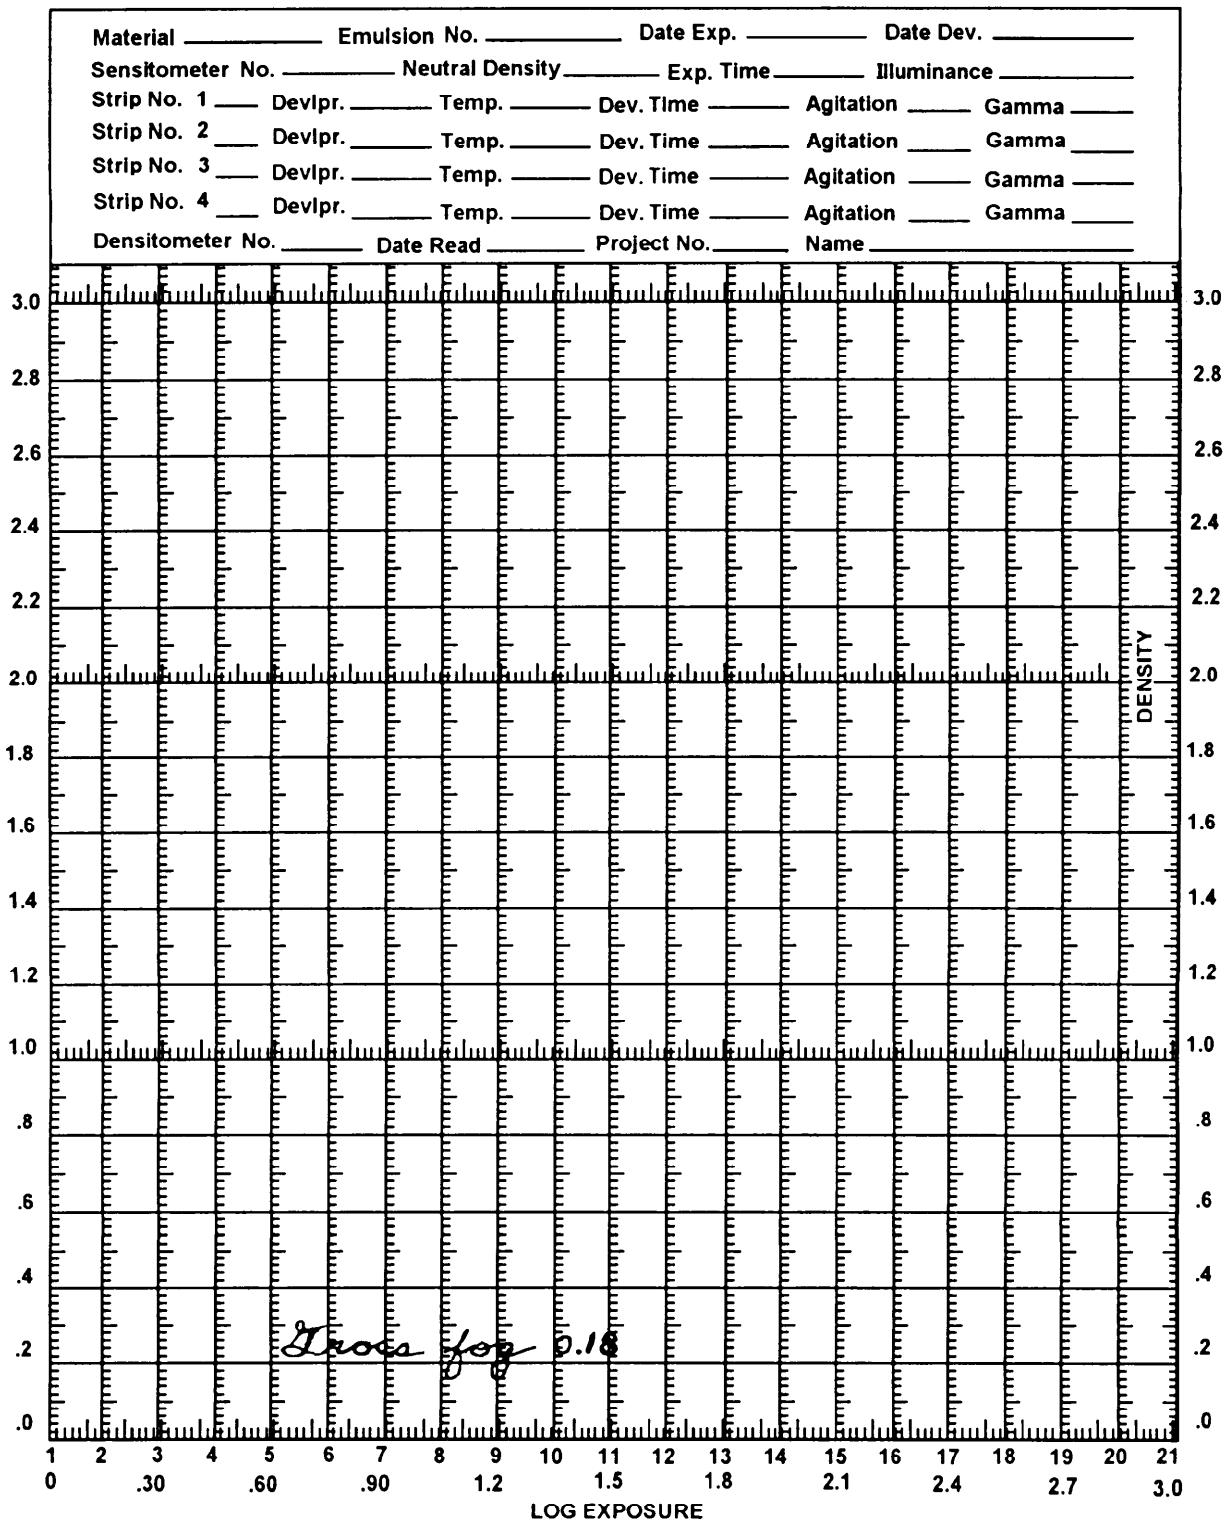 Material Emulsion No. Date Exp. Date Dev.
Sensitometer No. Neutral Density Exp. Time Illuminance
Strip No. 1 Devlpr. Temp. Dev. Time Agitation Gamma
Strip No. 2 Devlpr. Temp. Dev. Time Agitation Gamma
Strip No. 3 Devlpr. Temp. Dev. Time Agitation Gamma
Strip No. 4 Devlpr. Temp. Dev. Time Agitation Gamma
Densitometer No. Date Read Project No. Name
3.0 3.0
2.8 2.8
2.6 2.6
2.4 2.4
2.2 2.2
DENSITY
2.0 2.0
1.8 1.8
1.6 1.6
1.4 1.4
1.2 1.2
1.0 1.0
.8 .8
.6 .6
.4 .4
Gross fog 0.18
.2 .2
.0 .0
1 2 3 4 5 6 7 8 9 10 11 12 13 14 15 16 17 18 19 20 21
0 .30 .60 .90 1.2 1.5 1.8 2.1 2.4 2.7 3.0
LOG EXPOSURE